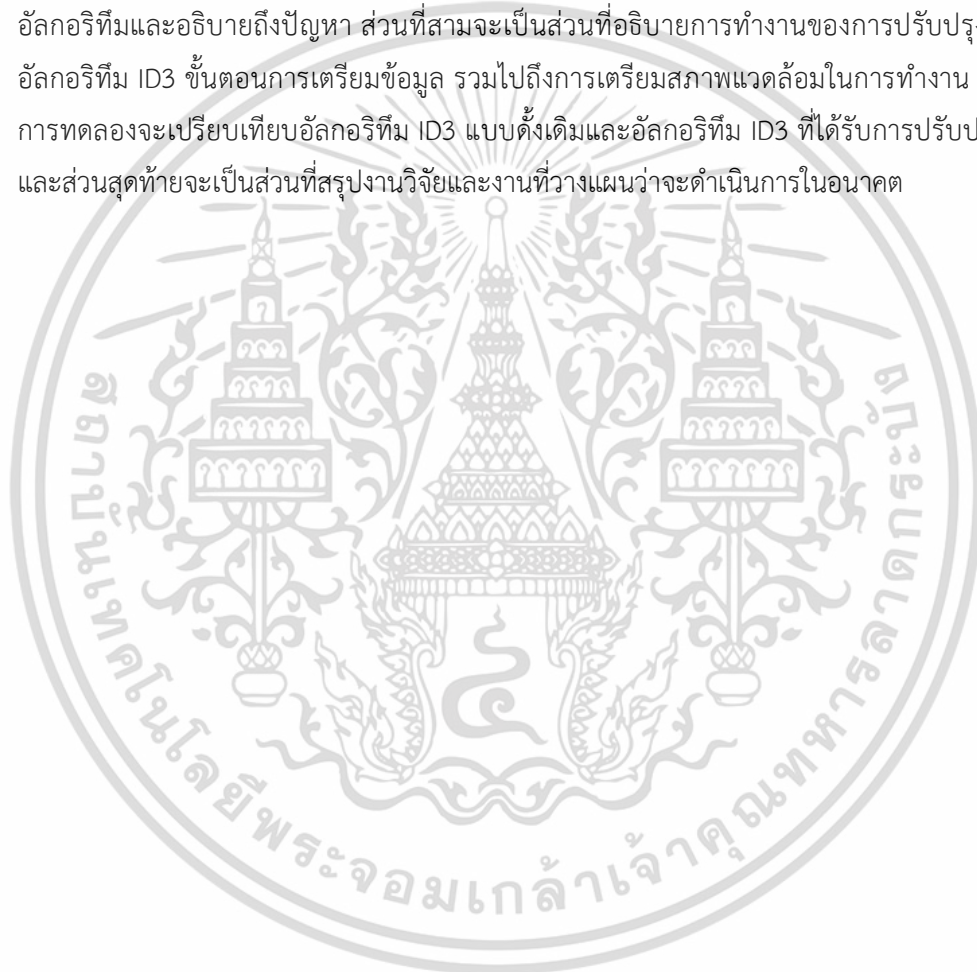 อัลกอริทึมและอธิบายถึงปัญหา ส่วนที่สามจะเป็นส่วนที่อธิบายการทำงานของการปรับปรุ
อัลกอริทึม ID3 ขั้นตอนการเตรียมข้อมูล รวมไปถึงการเตรียมสภาพแวดล้อมในการทำงาน
การทดลองจะเปรียบเทียบอัลกอริทึม ID3 แบบดั้งเดิมและอัลกอริทึม ID3 ที่ได้รับการปรับป
และส่วนสุดท้ายจะเป็นส่วนที่สรุปงานวิจัยและงานที่วางแผนว่าจะดำเนินการในอนาคต
๔
สถาบันเทคโนโลยีพระจอมเกล้าเจ้าคุณทหารลาดกระบัง